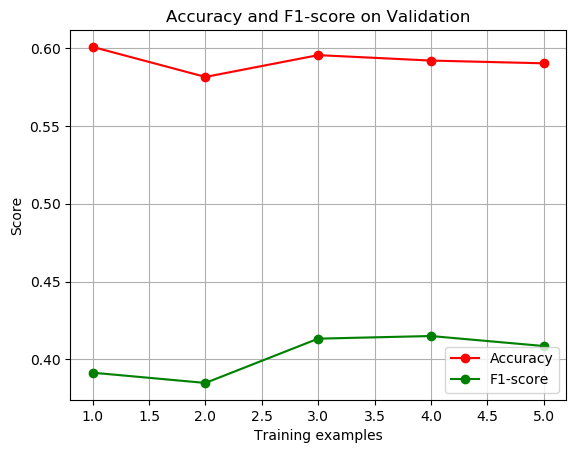 Accuracy and F1-score on Validation
0.60
0.55
0.50
0.45
0.40
Score
1.0 1.5 2.0 2.5 3.0 3.5 4.0 4.5 5.0
Training examples
Accuracy
F1-score